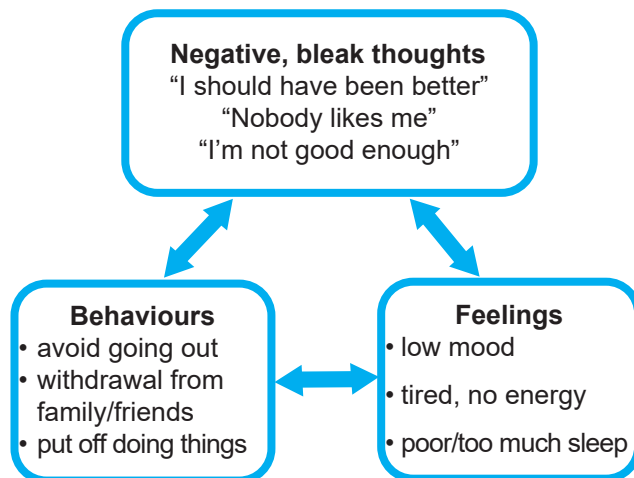 Negative, bleak thoughts
“I should have been better”
“Nobody likes me”
“I’m not good enough”
Behaviours
• avoid going out
• withdrawal from
family/friends
• put off doing things
Feelings
• low mood
• tired, no energy
• poor/too much sleep